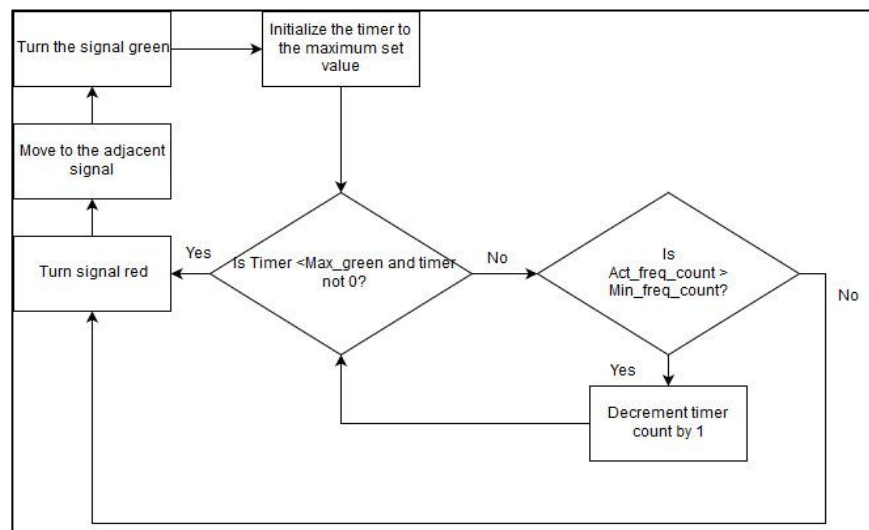 Turn the signal green
Initialize the timer to
the maximum set
value
Move to the adjacent
signal
Turn signal red
Yes
Is Timer <Max_green and timer
not 0?
No
Is
Act_freq_count >
Min_freq_count?
No
Yes
Decrement timer
count by 1